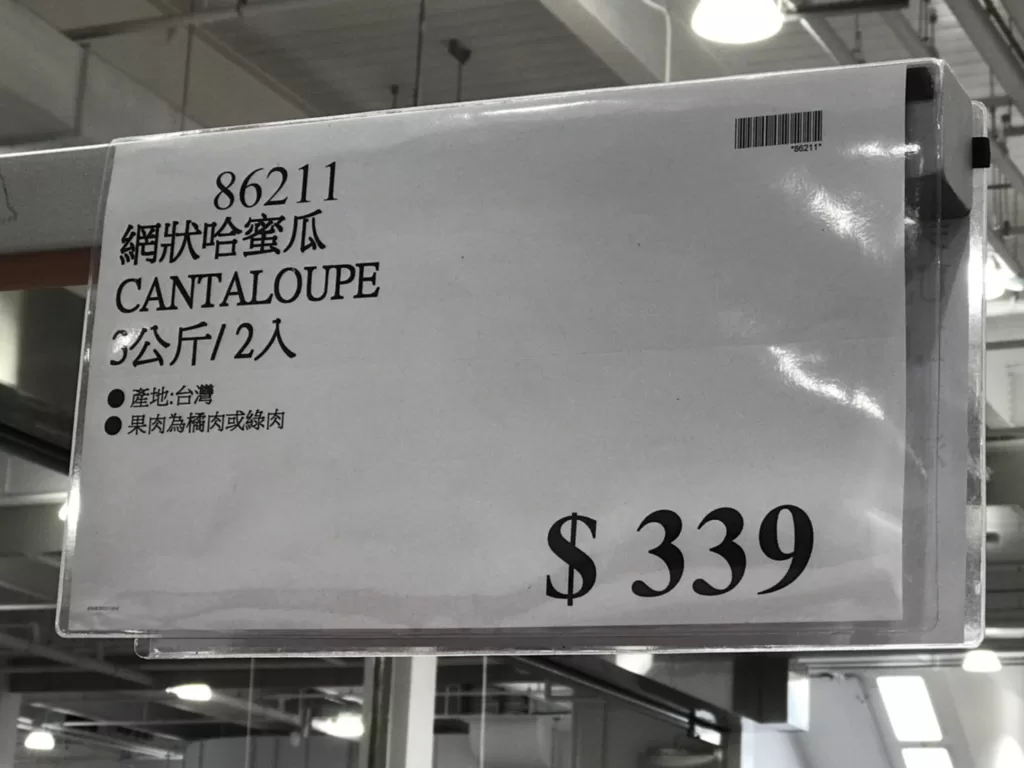 *86211*
86211
網狀哈蜜瓜
CANTALOUPE
3公斤/2入
● 產地:台灣
● 果肉為橘肉或綠肉
$ 339